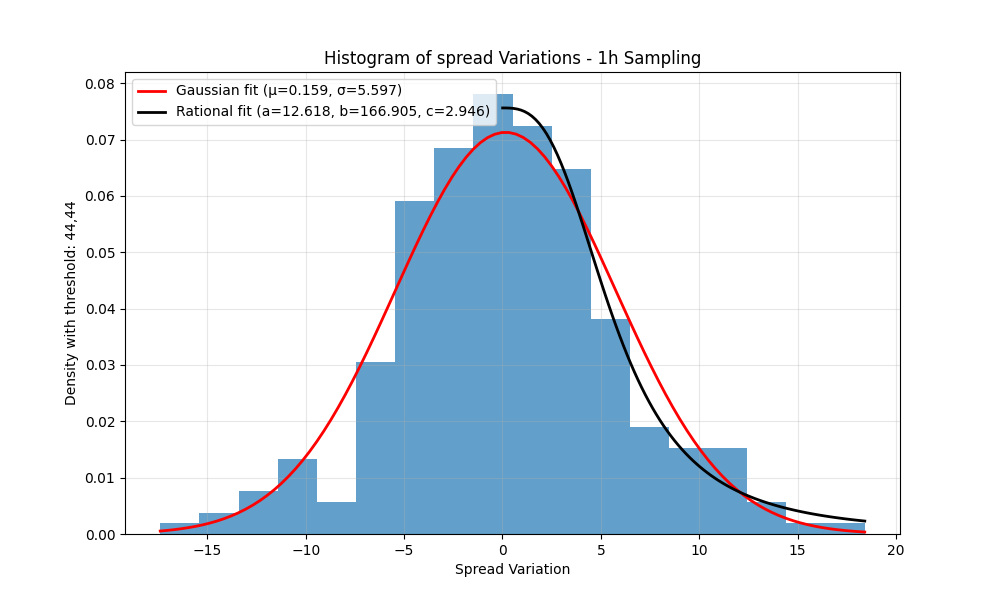 Histogram of spread Variations - 1h Sampling
Gaussian fit (μ=0.159, σ=5.597)
Rational fit (a=12.618, b=166.905, c=2.946)
Density with threshold: 44,44
0.08
0.07
0.06
0.05
0.04
0.03
0.02
0.01
0.00
−15 −10 −5 0 5 10 15 20
Spread Variation